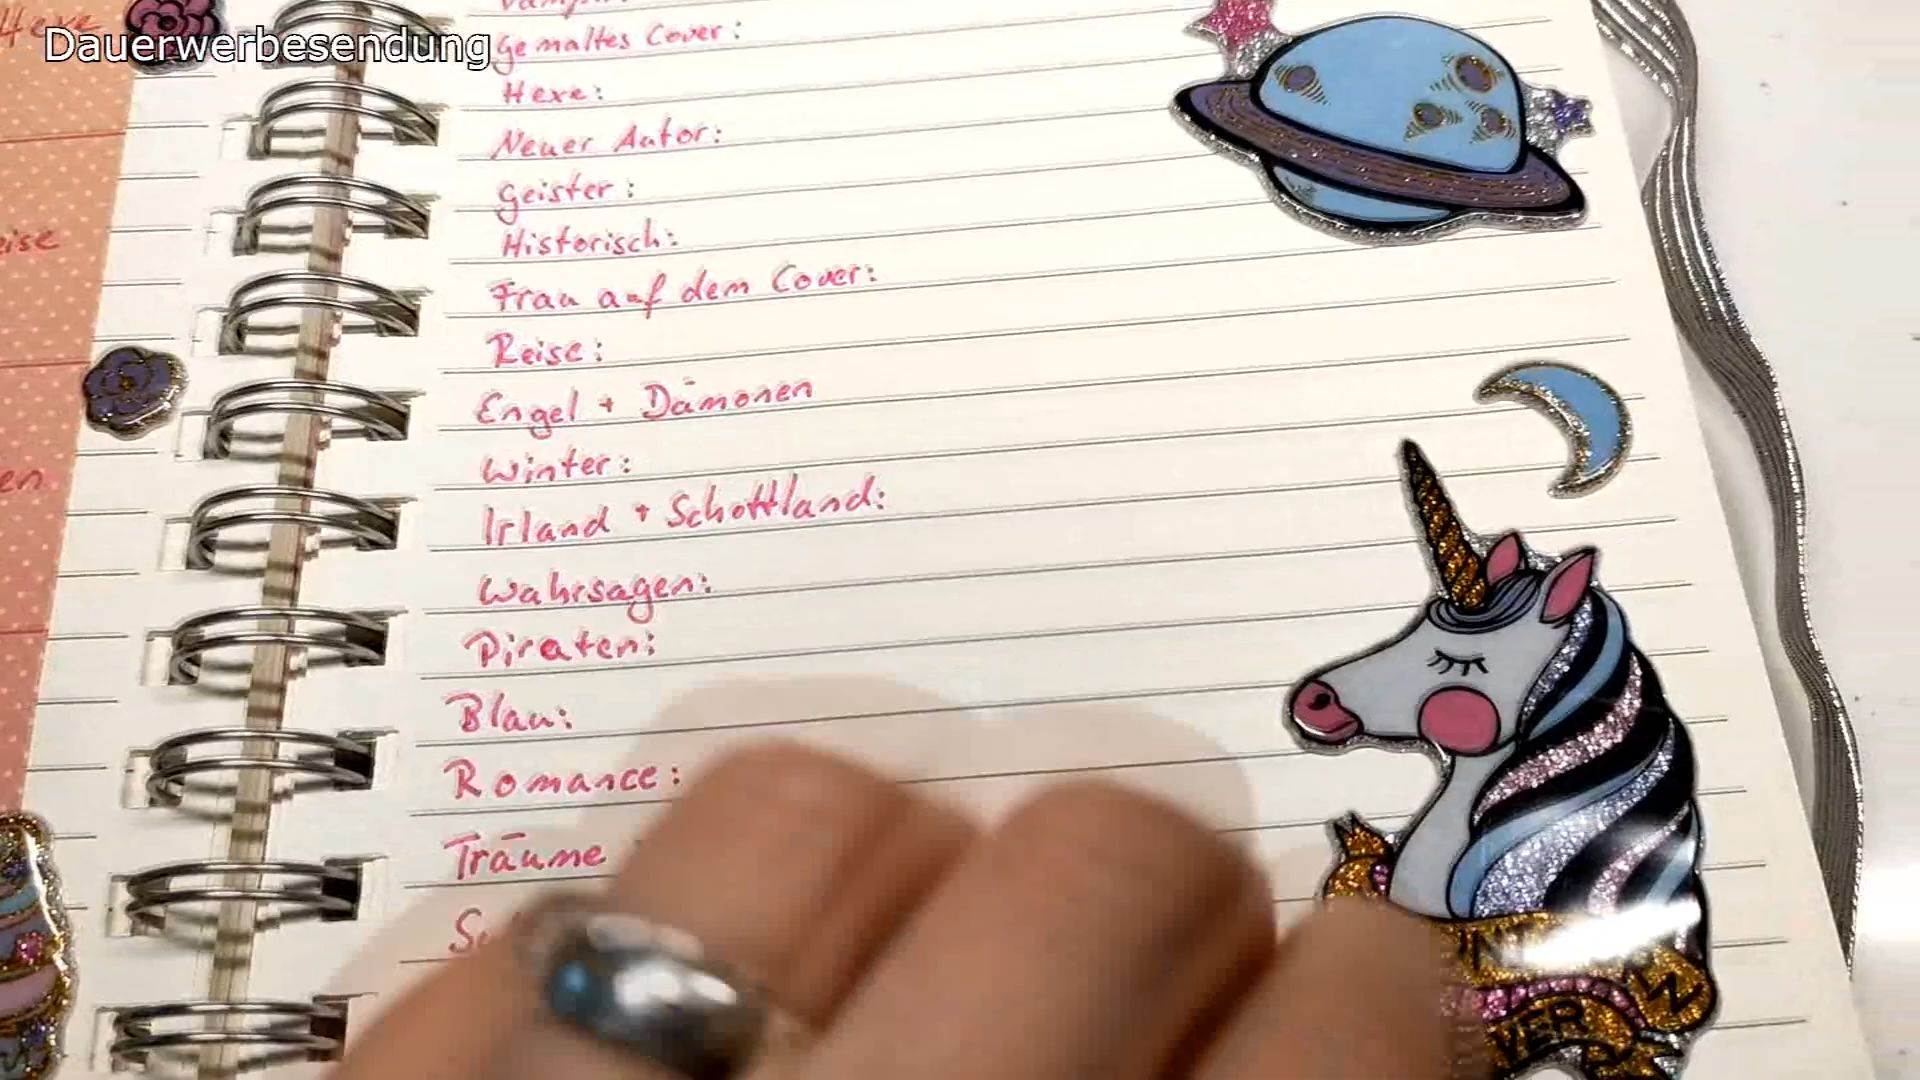 Dauerwerbesendung
Hexe
gemaltes Cover:
Hexe:
Neuer Autor:
Geister:
Historisch:
Frau auf dem Cover:
Reise:
Engel + Dämonen
Winter:
Irland + Schottland:
Wahrsagen:
Piraten:
Blau:
Romance:
Träume